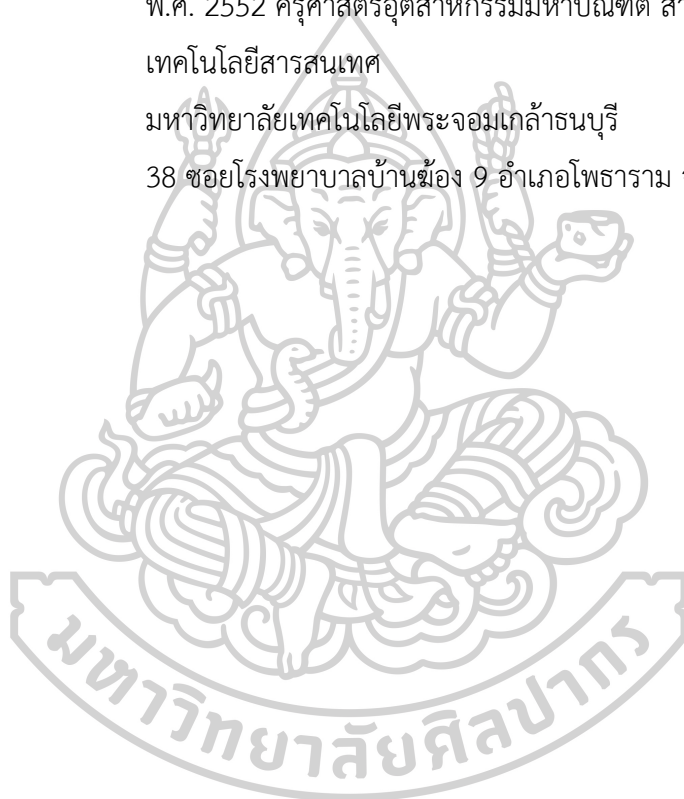 พ.ศ. 2552 ครุศาสตร์อุตสาหกรรมมหาบัณฑิต
เทคโนโลยีสารสนเทศ
มหาวิทยาลัยเทคโนโลยีพระจอมเกล้าธนบุรี
38 ซอยโรงพยาบาลบ้านฆ้อง 9 อำเภอโพธาราม
มหาวิทยาลัยศิลปากร